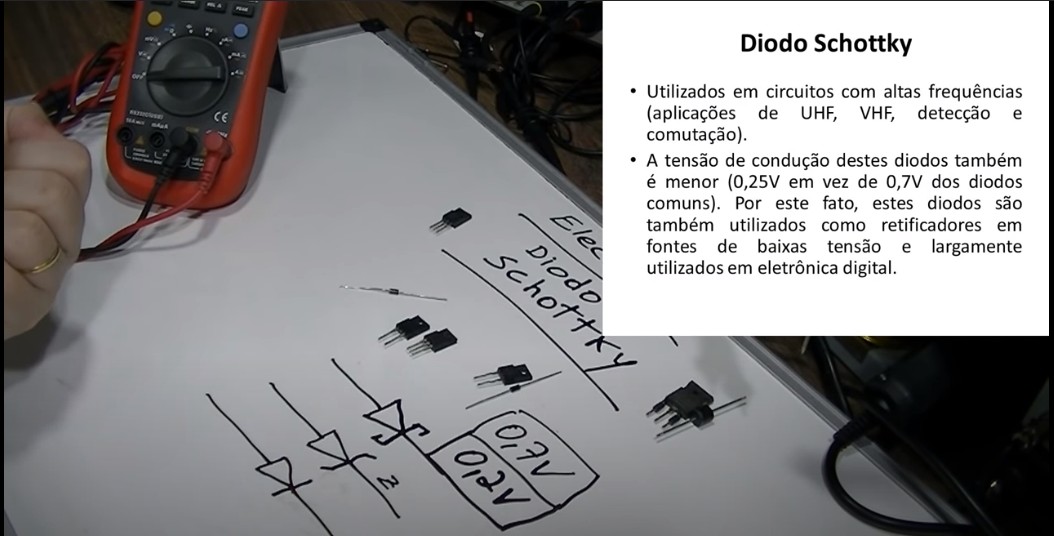 Diodo Schottky
• Utilizados em circuitos com altas frequências
(aplicações de UHF, VHF, detecção e
comutação).
• A tensão de condução destes diodos também
é menor (0,25V em vez de 0,7V dos diodos
comuns). Por este fato, estes diodos são
também utilizados como retificadores em
fontes de baixas tensão e largamente
utilizados em eletrônica digital.
Elec
Diodo
Schottky
0,7V
0,2V
Z
OFF
CE